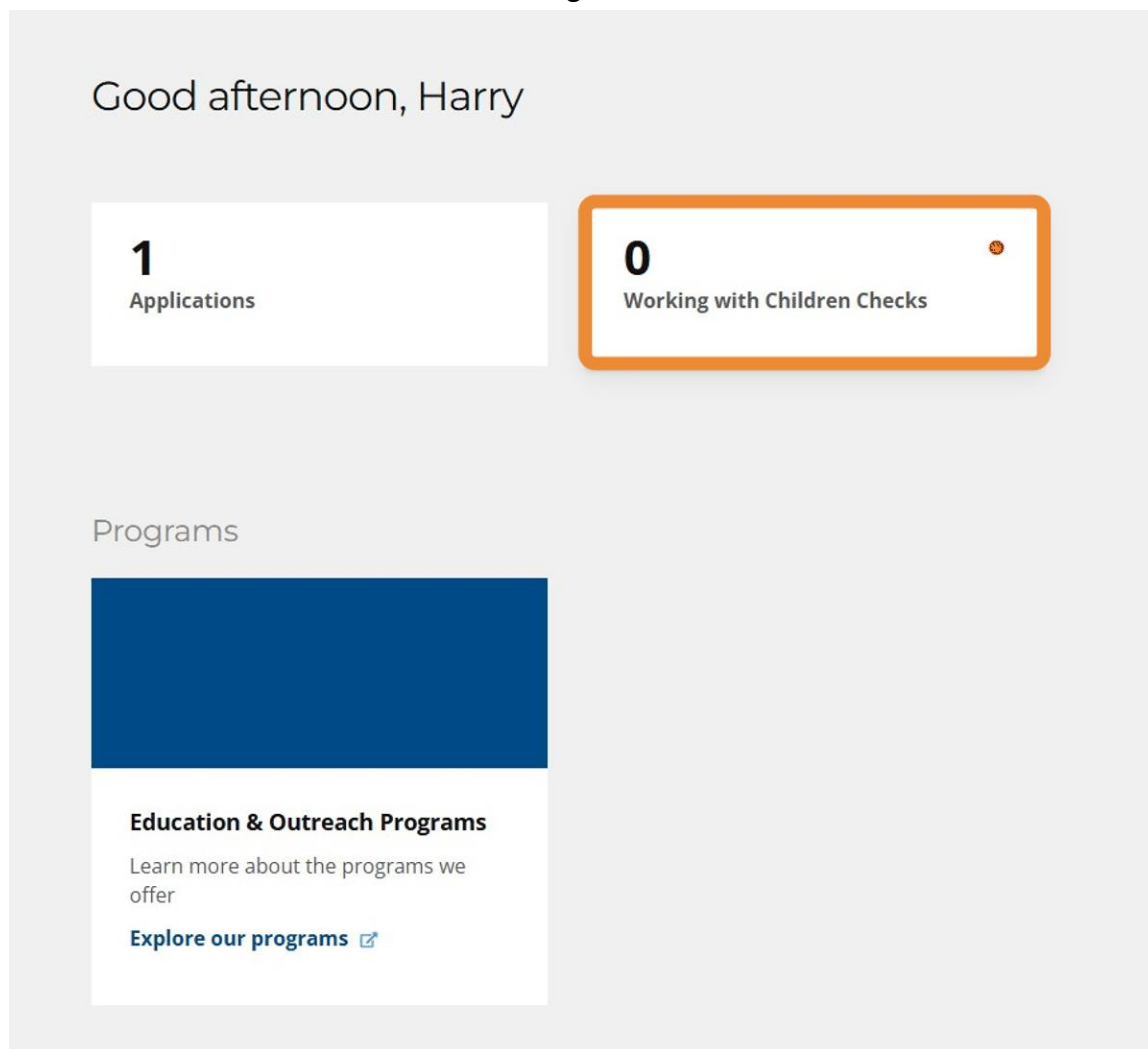 Good afternoon, Harry
1
Applications
0
Working with Children Checks
Programs
Education & Outreach Programs
Learn more about the programs we
offer
Explore our programs